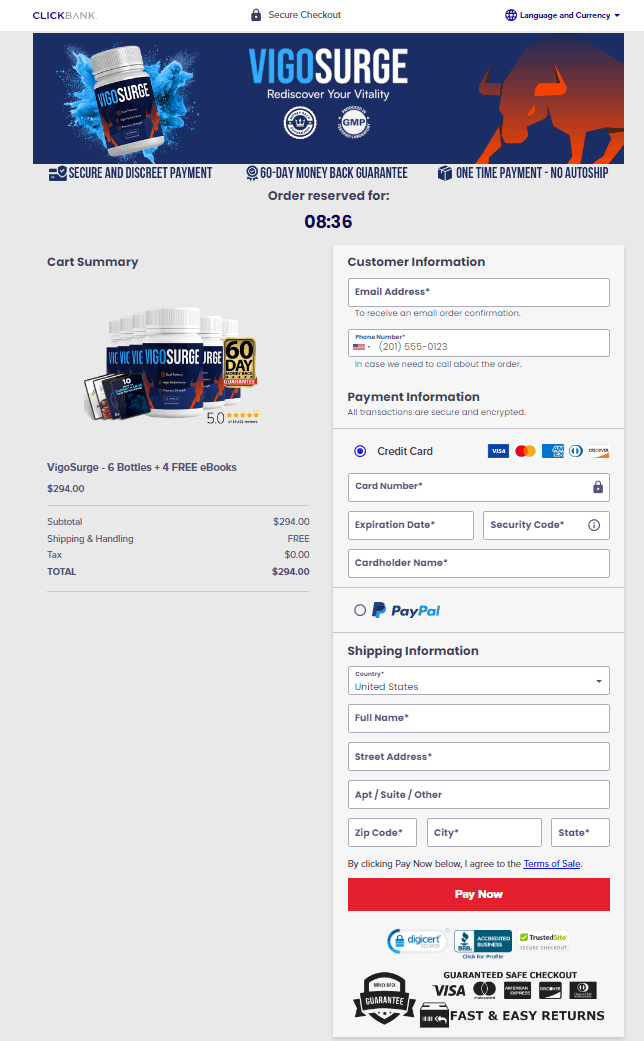 CLICKBANK.
Secure Checkout
Language and Currency
VIGOSURGE
VIGOSURGE
Rediscover Your Vitality
GMP
SECURE AND DISCREET PAYMENT
60-DAY MONEY BACK GUARANTEE
ONE TIME PAYMENT - NO AUTOSHIP
Order reserved for:
08:36
Cart Summary
VIGOSURGE
60
DAY
MONEY BACK
GUARANTEE
10
5.0
VigoSurge - 6 Bottles + 4 FREE eBooks
$294.00
Subtotal $294.00
Shipping & Handling FREE
Tax $0.00
TOTAL $294.00
Customer Information
Email Address*
To receive an email order confirmation.
Phone Number*
(201) 555-0123
In case we need to call about the order.
Payment Information
All transactions are secure and encrypted.
Credit Card
VISA
AMEX
DISCOVER
Card Number*
Expiration Date* Security Code*
Cardholder Name*
PayPal
Shipping Information
Country*
United States
Full Name*
Street Address*
Apt / Suite / Other
Zip Code* City* State*
By clicking Pay Now below, I agree to the Terms of Sale.
Pay Now
digicert
SECURED
BBB
ACCREDITED
BUSINESS
Click for Profile
TrustedSite
SECURE CHECKOUT
MONEY BACK
GUARANTEE
GUARANTEED SAFE CHECKOUT
VISA
AMERICAN EXPRESS
DISCOVER
FAST & EASY RETURNS